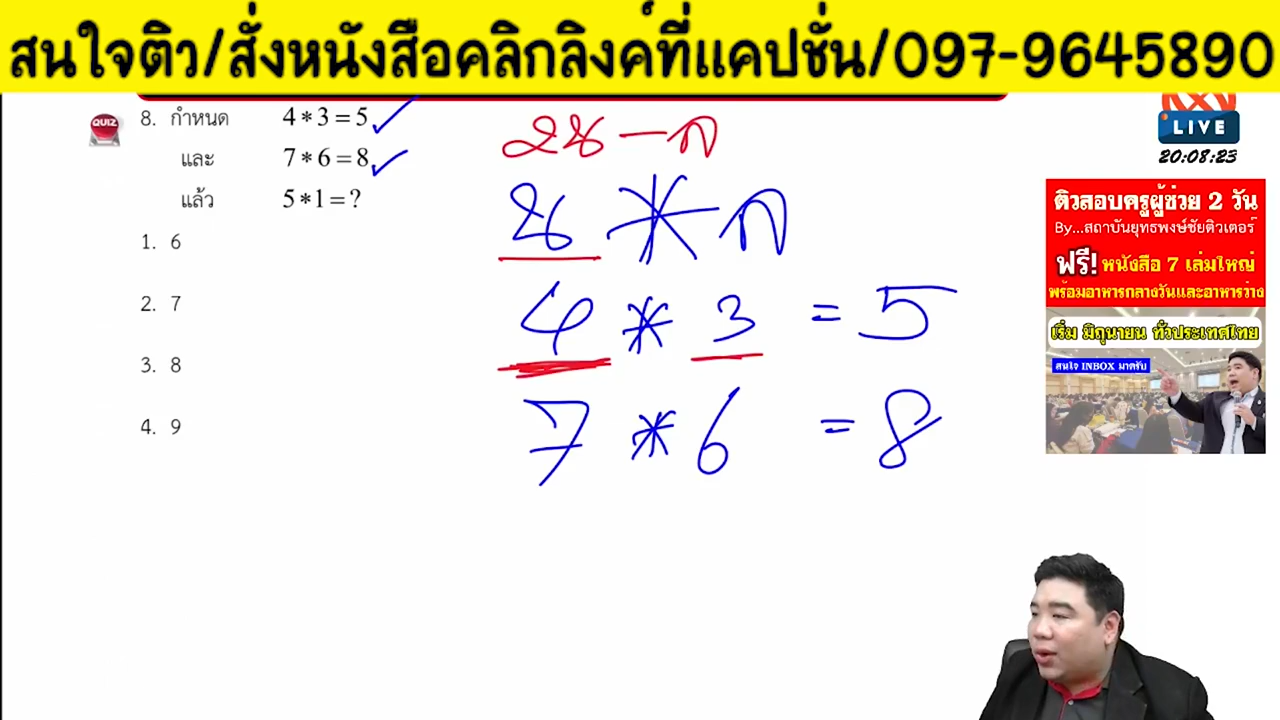 สนใจติว/สั่งหนังสือคลิกลิงค์ที่แคปชั่น/097-9645890
QUIZ
8. กำหนด 4 * 3 = 5
และ 7 * 6 = 8
แล้ว 5 * 1 = ?
1. 6
2. 7
3. 8
4. 9
2ข - ก
ข * ก
4 * 3 = 5
7 * 6 = 8
LIVE
20:08:23
ติวสอบครูผู้ช่วย 2 วัน
By...สถาบันยุทธพงษ์ชัยติวเตอร์
ฟรี! หนังสือ 7 เล่มใหญ่
พร้อมอาหารกลางวันและอาหารว่าง
เริ่ม มิถุนายน ทั่วประเทศไทย
สนใจ INBOX มาครับ